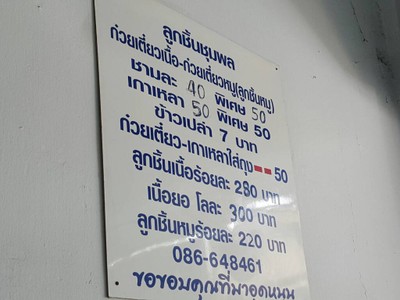 ลูกชิ้นชุมพล
ก๋วยเตี๋ยวเนื้อ-ก๋วยเตี๋ยวหมู(ลูกชิ้นหมู)
ชามละ 40 พิเศษ 50
เกาเหลา 50 พิเศษ 50
ข้าวเปล่า 7 บาท
ก๋วยเตี๋ยว-เกาเหลาใส่ถุง--50
ลูกชิ้นเนื้อร้อยละ 280 บาท
เนื้อยอ โลละ 300 บาท
ลูกชิ้นหมูร้อยละ 220 บาท
086-648461
ขอขอบคุณที่มาอุดหนุน